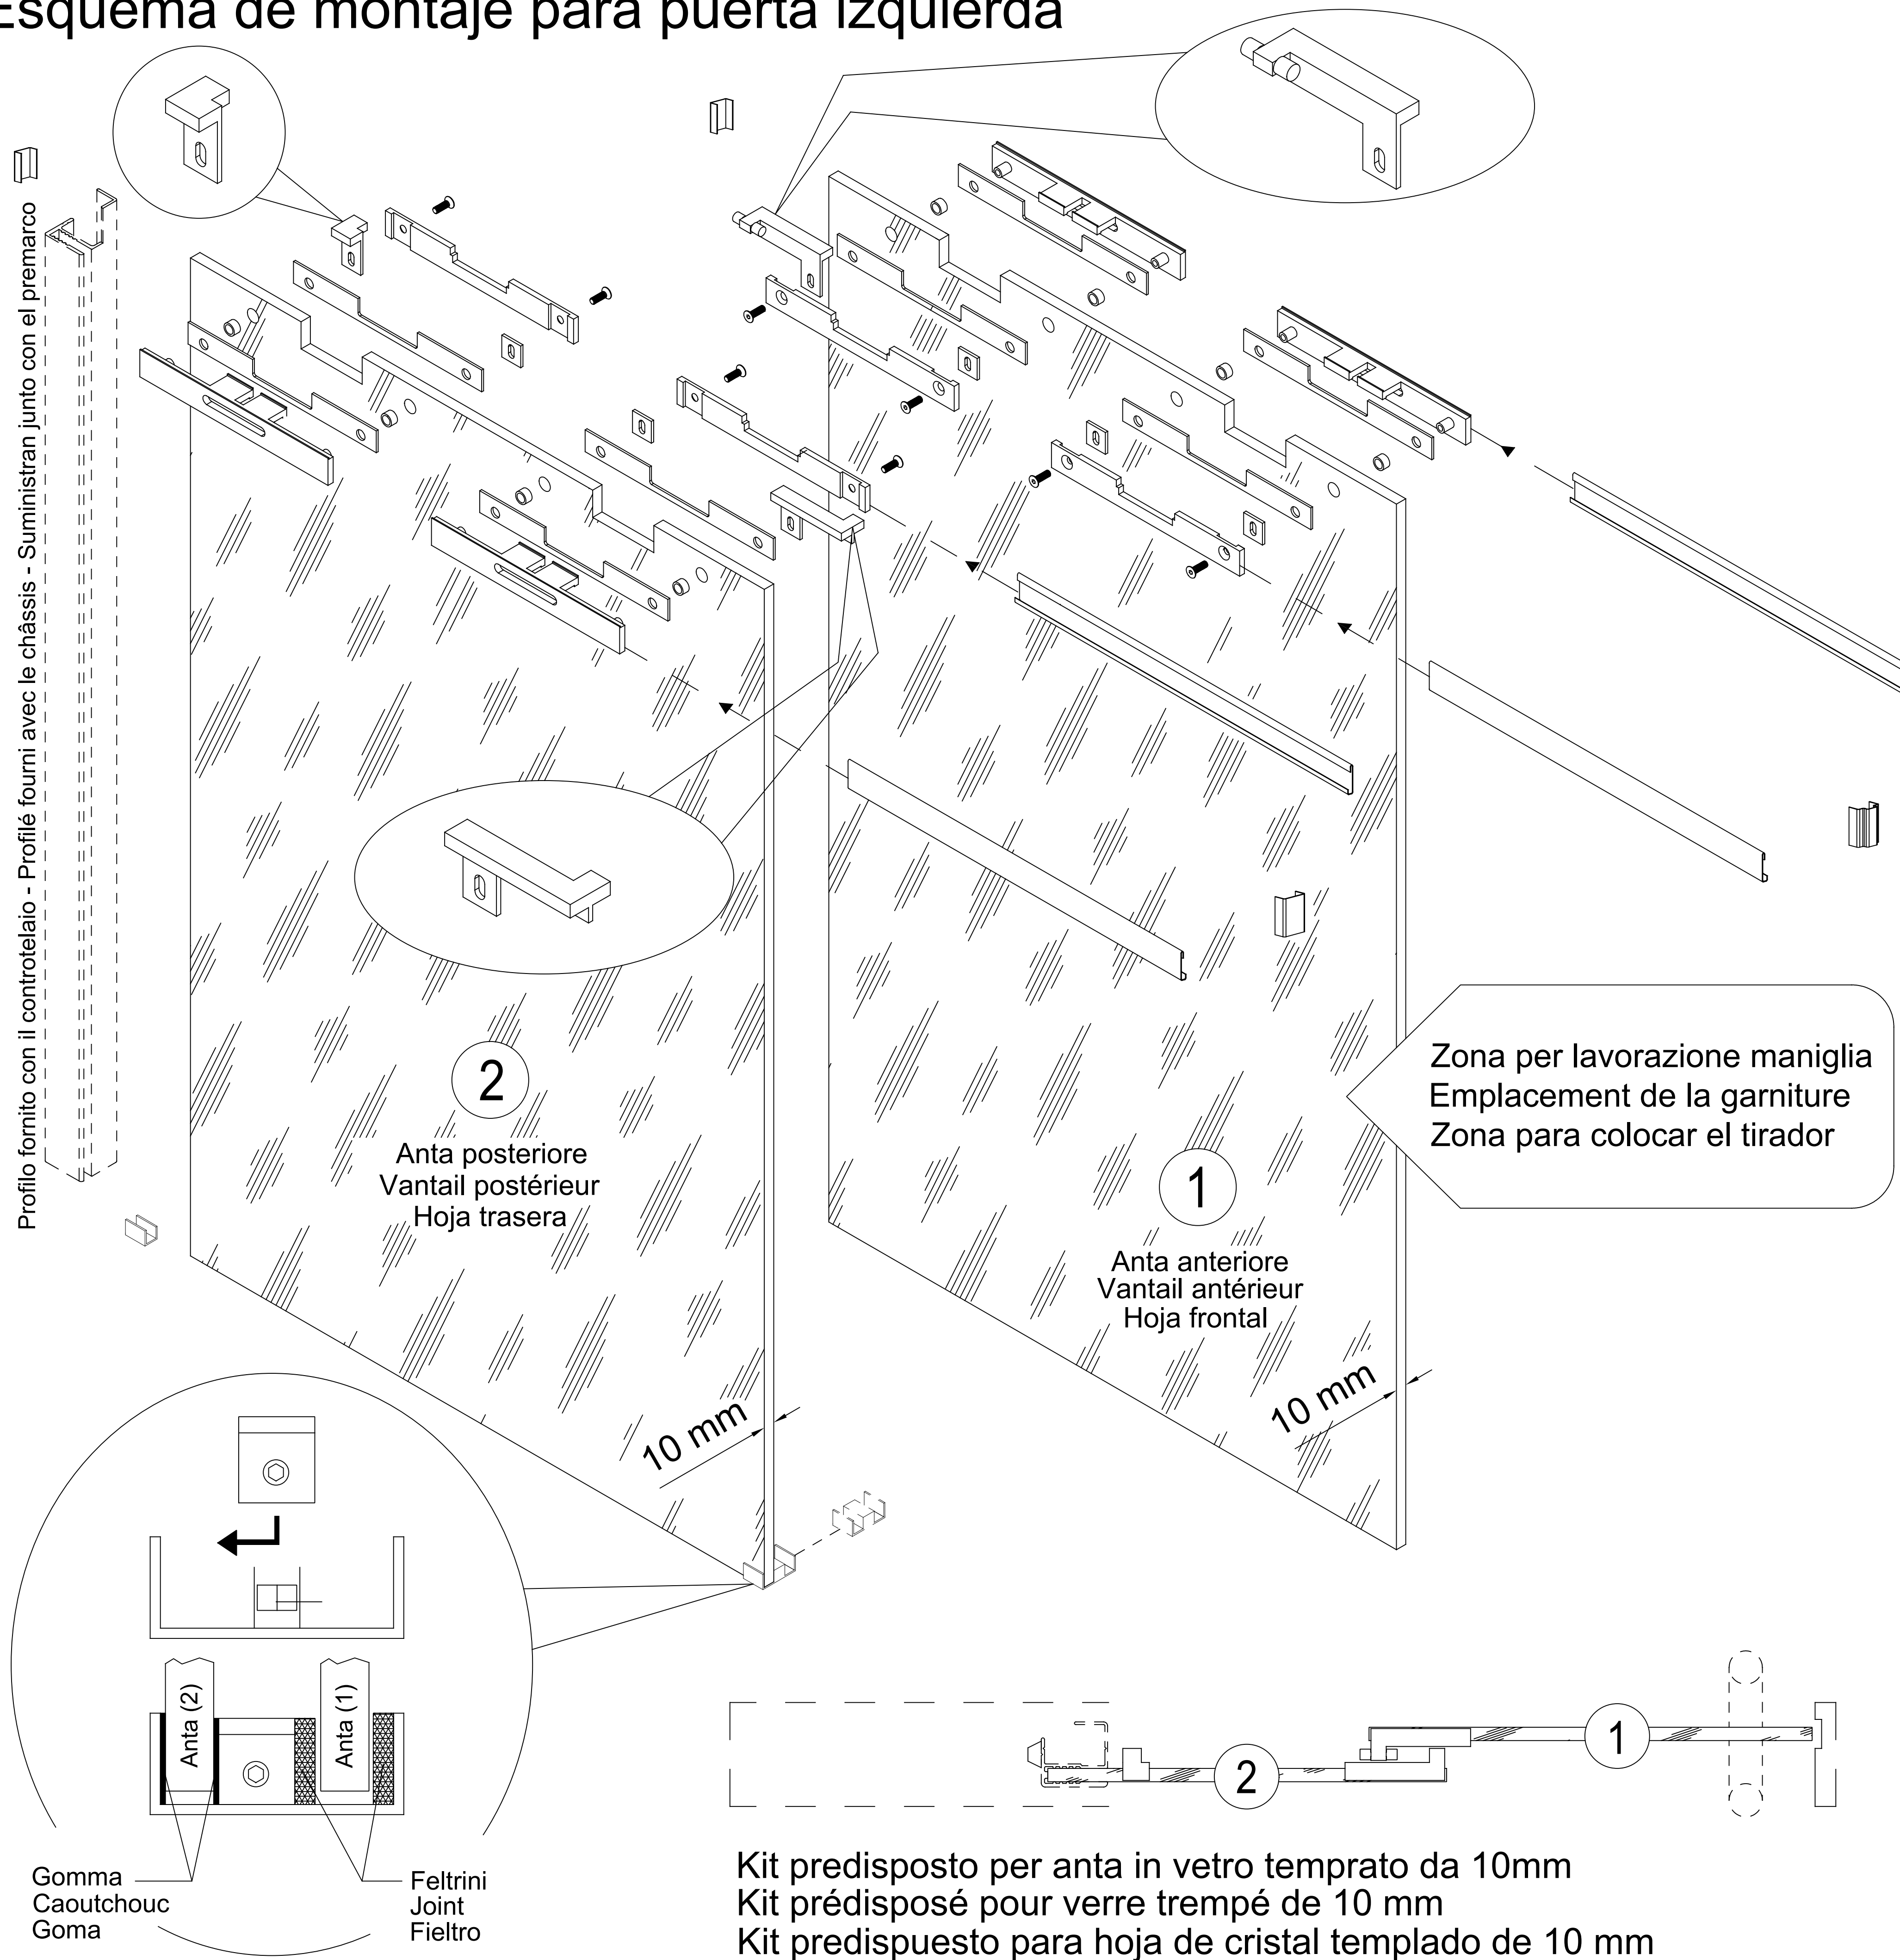 Esquema de montaje para puerta izquierda
Profilo fornito con il controtelaio - Profilé fourni avec le châssis - Suministran junto con el premarco
Zona per lavorazione maniglia
Emplacement de la garniture
Zona para colocar el tirador
2
Anta posteriore
Vantail postérieur
Hoja trasera
1
Anta anteriore
Vantail antérieur
Hoja frontal
10 mm
10 mm
Anta (2)
Anta (1)
Gomma
Caoutchouc
Goma
Feltrini
Joint
Fieltro
1
2
Kit predisposto per anta in vetro temprato da 10mm
Kit prédisposé pour verre trempé de 10 mm
Kit predispuesto para hoja de cristal templado de 10 mm